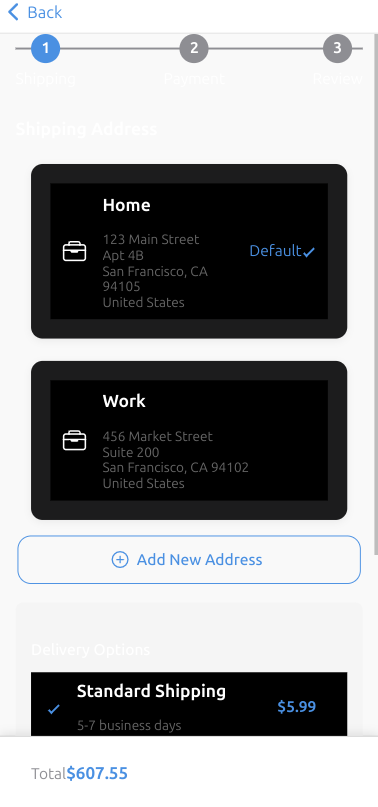 Back
1
2
3
Shipping
Payment
Review
Shipping Address
Home
123 Main Street
Apt 4B
San Francisco, CA
94105
United States
Default
Work
456 Market Street
Suite 200
San Francisco, CA 94102
United States
Add New Address
Delivery Options
Standard Shipping
$5.99
5-7 business days
Total$607.55